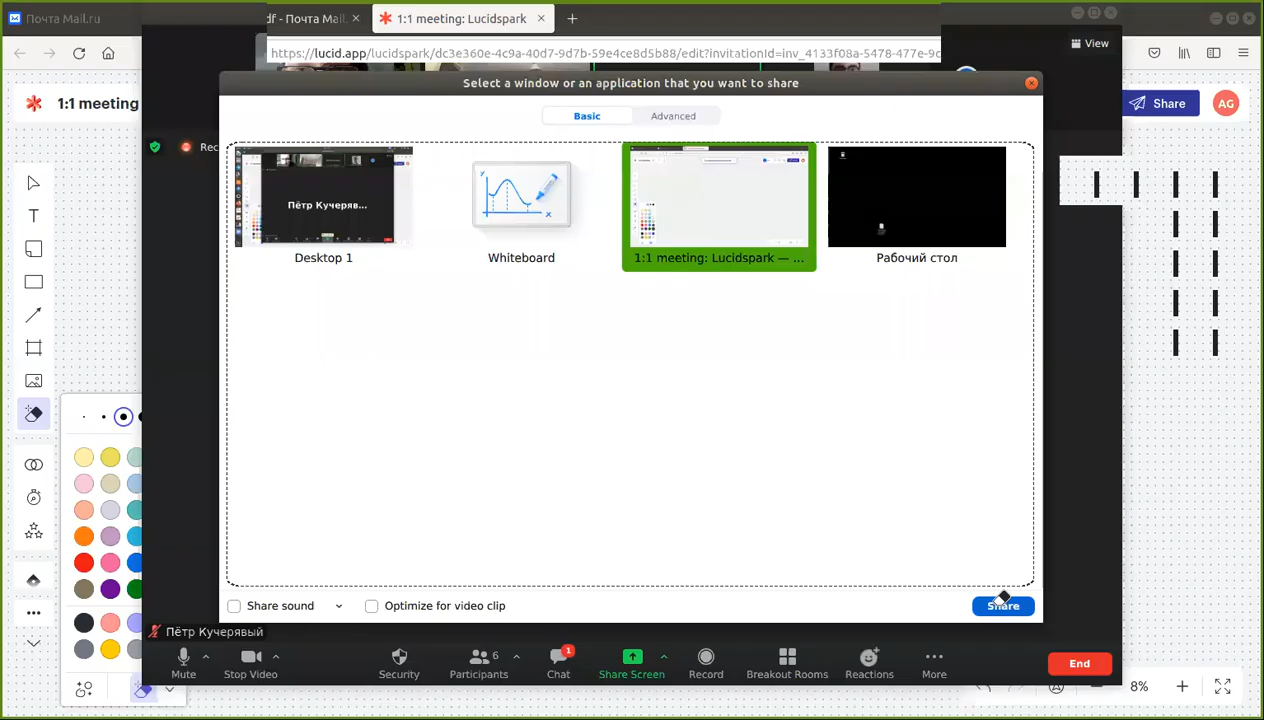 Почта Mail.ru
df - Почта Mail.
1:1 meeting: Lucidspark
https://lucid.app/lucidspark/dc3e360e-4c9a-40d7-9d7b-59e4ce8d5b88/edit?invitationId=inv_4133f08a-5478-477e-9c
View
1:1 meeting
Share
AG
Select a window or an application that you want to share
Basic
Advanced
Rec
Пётр Кучеряв...
Desktop 1
Whiteboard
1:1 meeting: Lucidspark — ...
Рабочий стол
Share sound
Optimize for video clip
Share
Пётр Кучерявый
Mute
Stop Video
Security
6
Participants
1
Chat
Share Screen
Record
Breakout Rooms
Reactions
More
End
8%